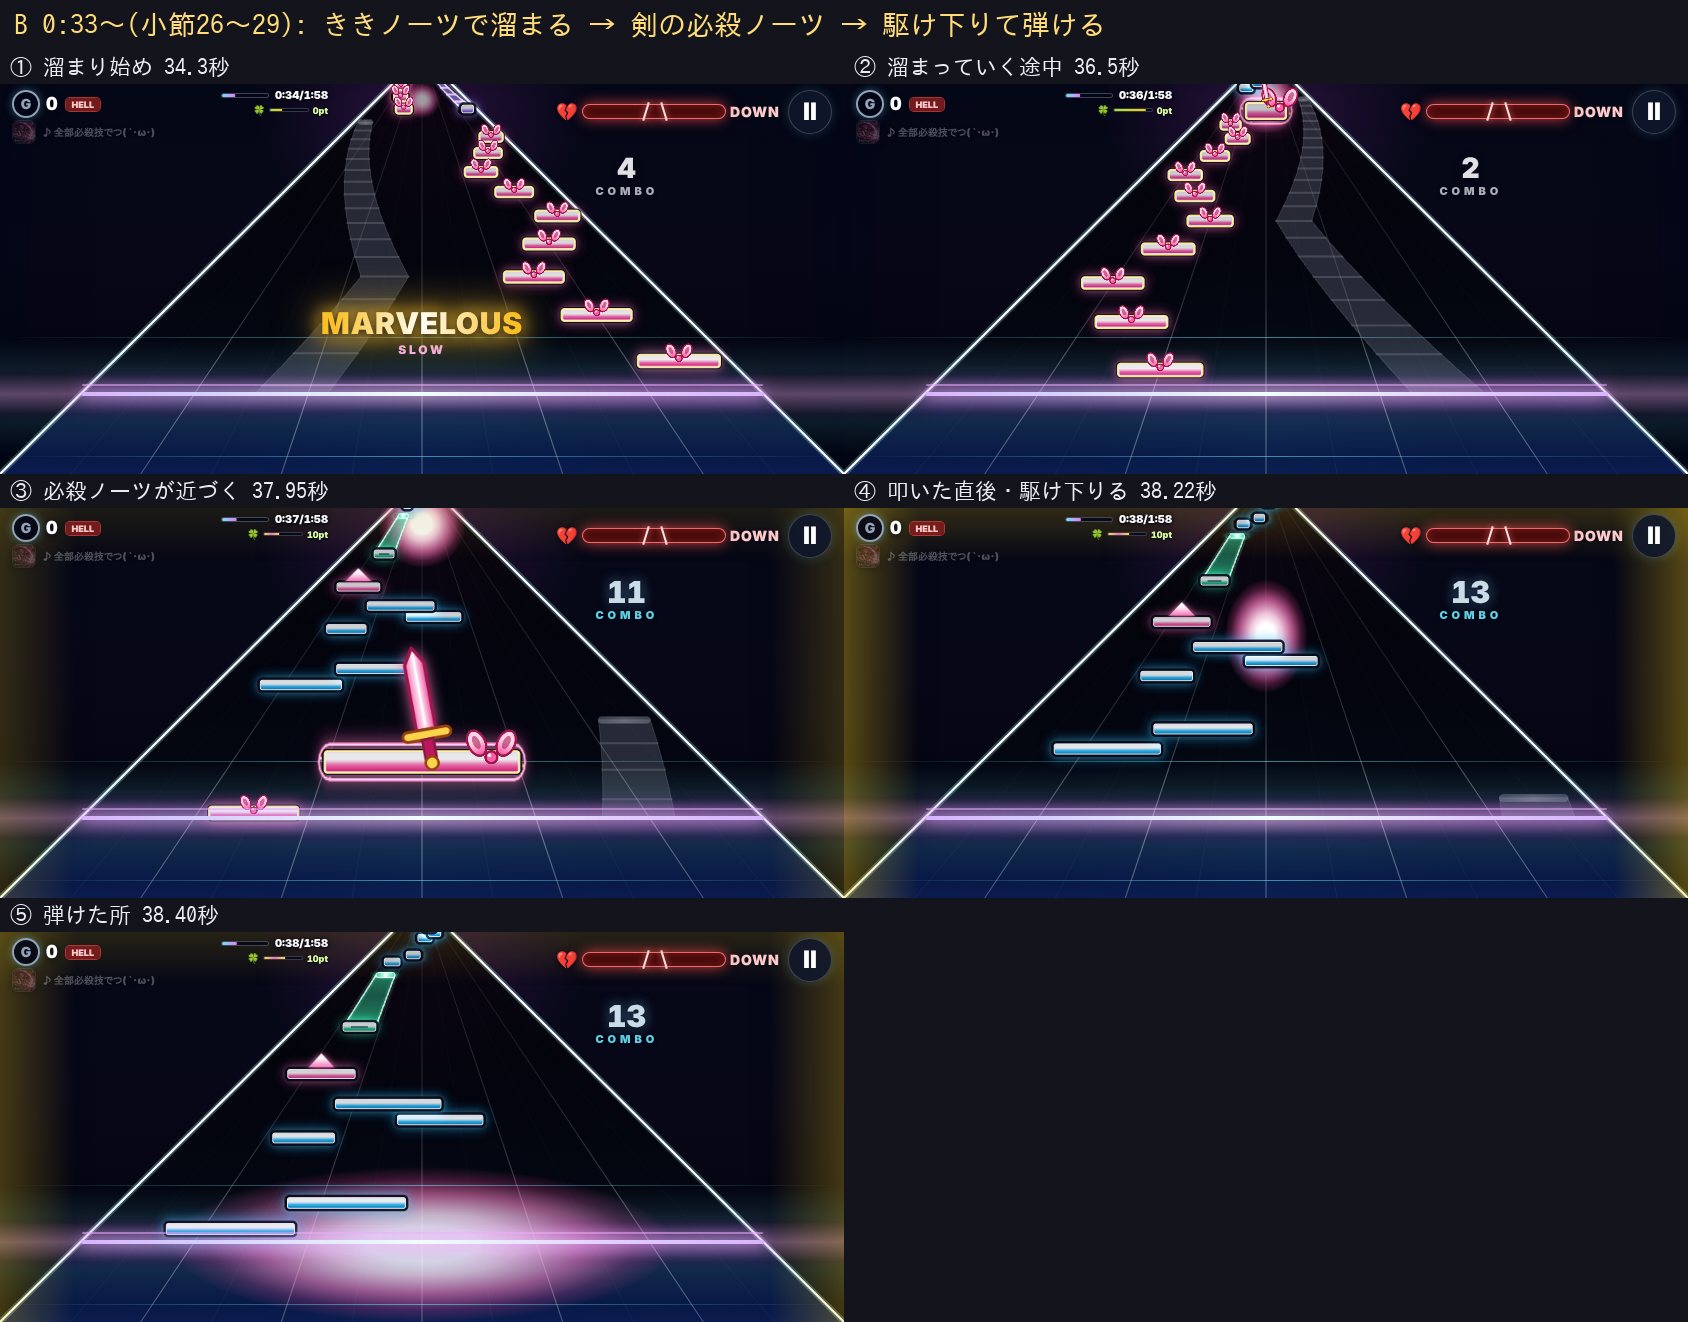 B 0:33〜(小節26〜29): ききノーツで溜まる → 剣の必殺ノーツ → 駆け下りて弾ける
① 溜まり始め 34.3秒
G 0 HELL
0:34/1:58
0pt
DOWN
♪ 全部必殺技でつ(`･ω･)
4
COMBO
MARVELOUS
SLOW
② 溜まっていく途中 36.5秒
G 0 HELL
0:36/1:58
0pt
DOWN
♪ 全部必殺技でつ(`･ω･)
2
COMBO
③ 必殺ノーツが近づく 37.95秒
G 0 HELL
0:37/1:58
10pt
DOWN
♪ 全部必殺技でつ(`･ω･)
11
COMBO
④ 叩いた直後・駆け下りる 38.22秒
G 0 HELL
0:38/1:58
10pt
DOWN
♪ 全部必殺技でつ(`･ω･)
13
COMBO
⑤ 弾けた所 38.40秒
G 0 HELL
0:38/1:58
10pt
DOWN
♪ 全部必殺技でつ(`･ω･)
13
COMBO